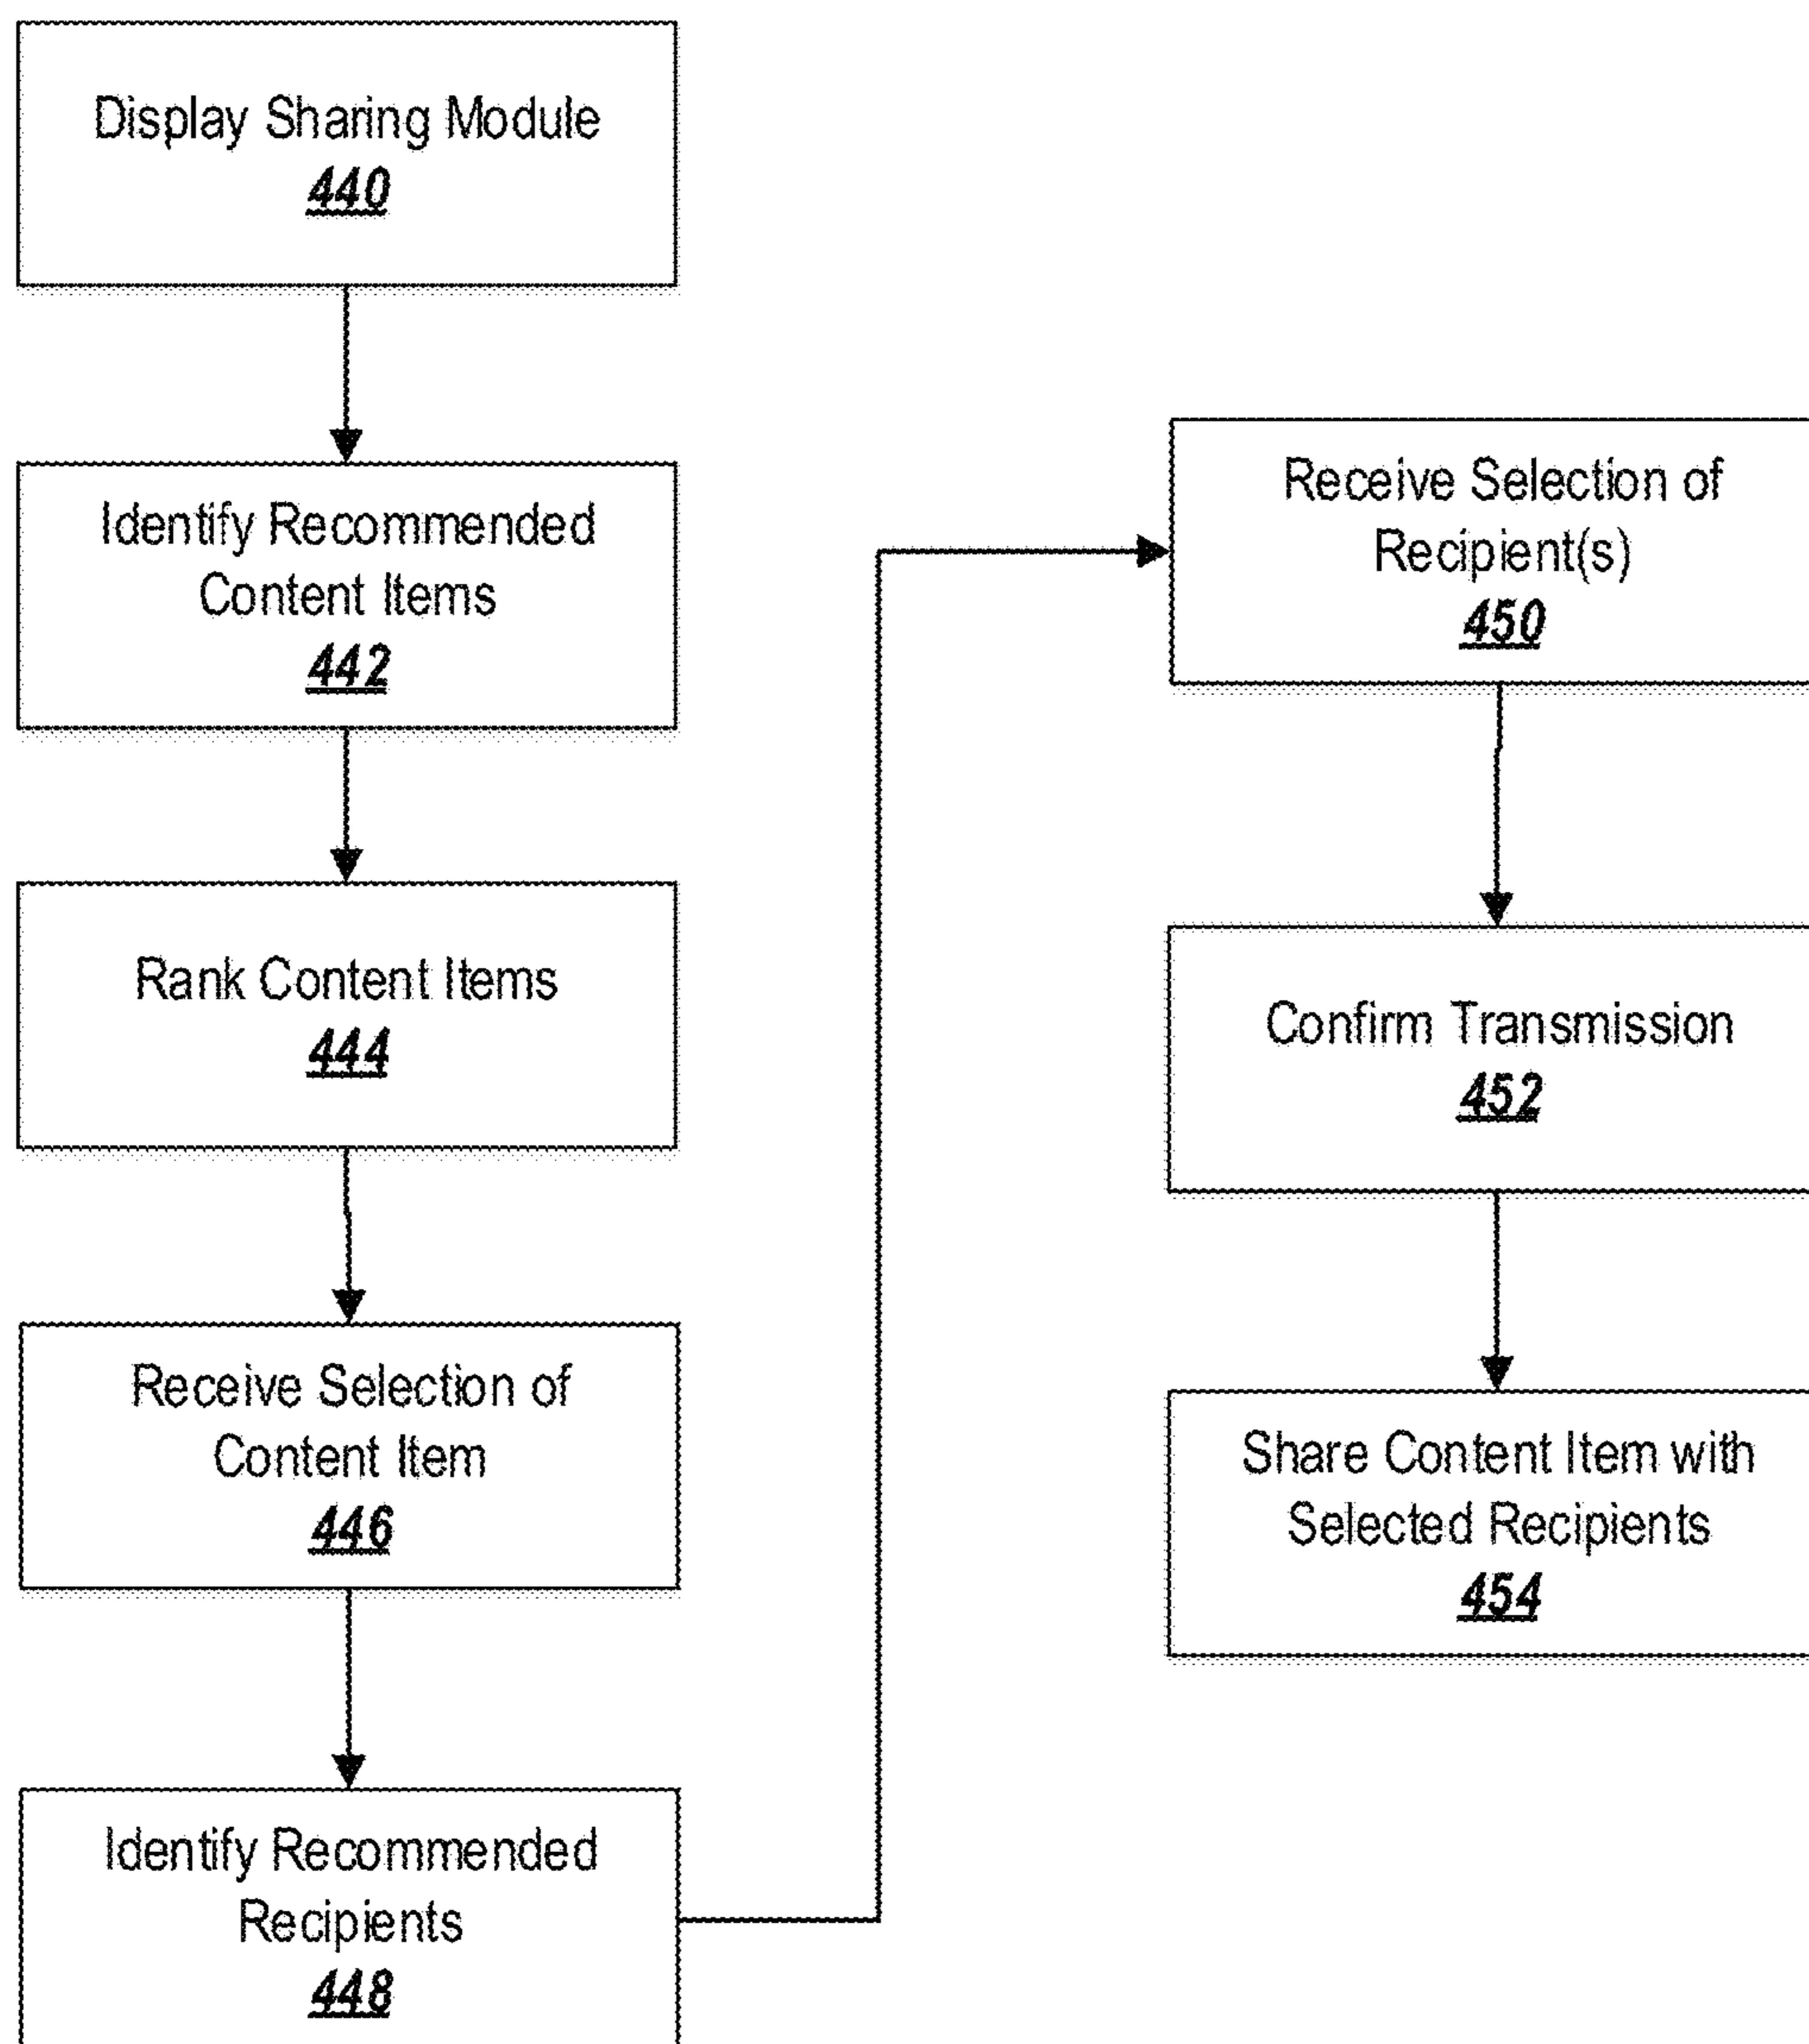 Display Sharing Module
440
Identify Recommended
Content Items
442
Rank Content Items
444
Receive Selection of
Content Item
446
Identify Recommended
Recipients
448
Receive Selection of
Recipient(s)
450
Confirm Transmission
452
Share Content Item with
Selected Recipients
454